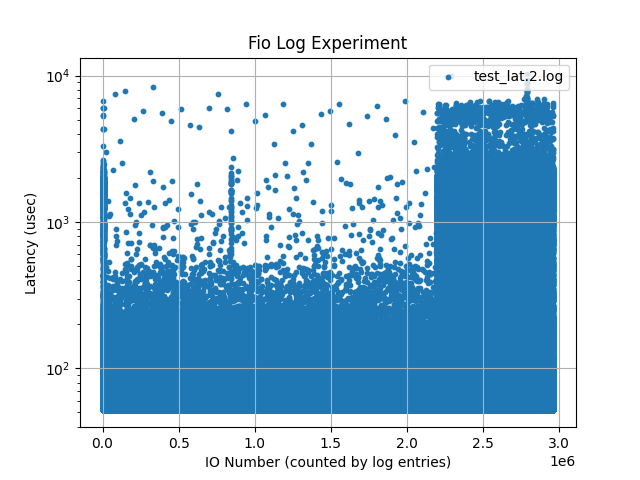 Fio Log Experiment
test_lat.2.log
10^4
10^3
10^2
Latency (usec)
0.0 0.5 1.0 1.5 2.0 2.5 3.0
1e6
IO Number (counted by log entries)